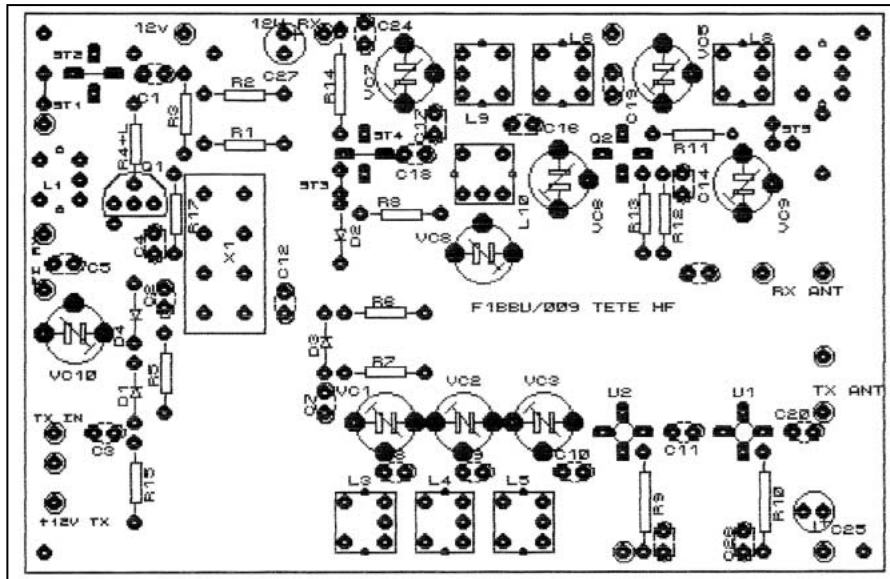 12V
12V RX
C24
L6
VC5
L8
ST2
C1
C27
R14
VC7
L9
C19
ST1
R3
R2
R1
C17
C16
Q2
R11
ST5
R4+L
Q1
ST4
C18
L1
R17
ST3
R8
L10
VC6
R13
R12
C14
VC9
X1
D2
VC8
C4
C5
C12
RX ANT
C2
R6
F1BBU/009 TETE HF
D4
D3
R5
R7
VC10
D1
VC1
VC2
VC3
U2
U1
TX ANT
TX IN
C20
C3
C11
C10
R15
L3
L4
L5
R9
R10
C25
+12V TX